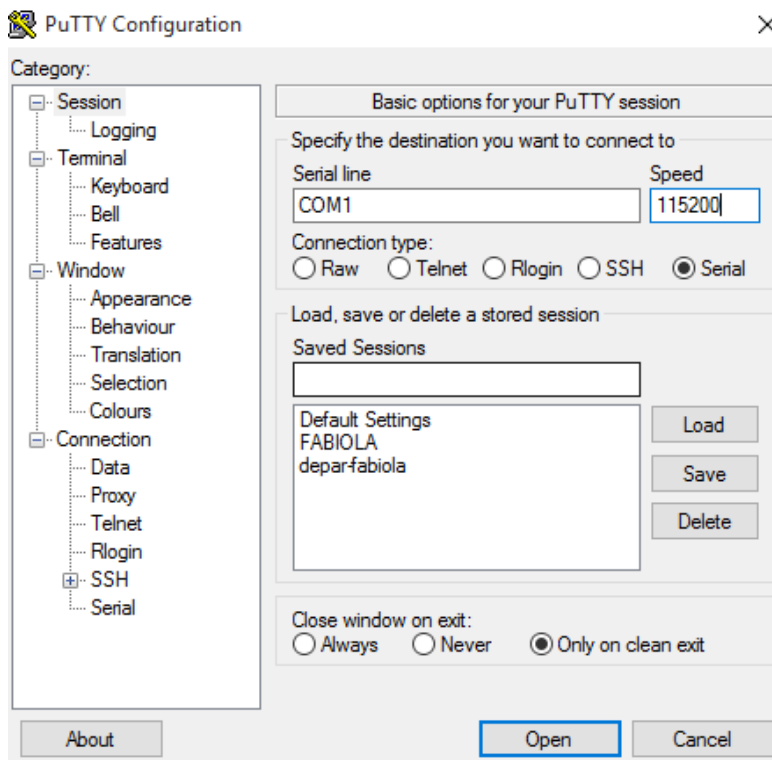 PuTTY Configuration
Category:
Session
Logging
Terminal
Keyboard
Bell
Features
Window
Appearance
Behaviour
Translation
Selection
Colours
Connection
Data
Proxy
Telnet
Rlogin
SSH
Serial
Basic options for your PuTTY session
Specify the destination you want to connect to
Serial line Speed
COM1 115200
Connection type:
Raw Telnet Rlogin SSH Serial
Load, save or delete a stored session
Saved Sessions
Default Settings
FABIOLA
depar-fabiola
Load
Save
Delete
Close window on exit:
Always Never Only on clean exit
About Open Cancel